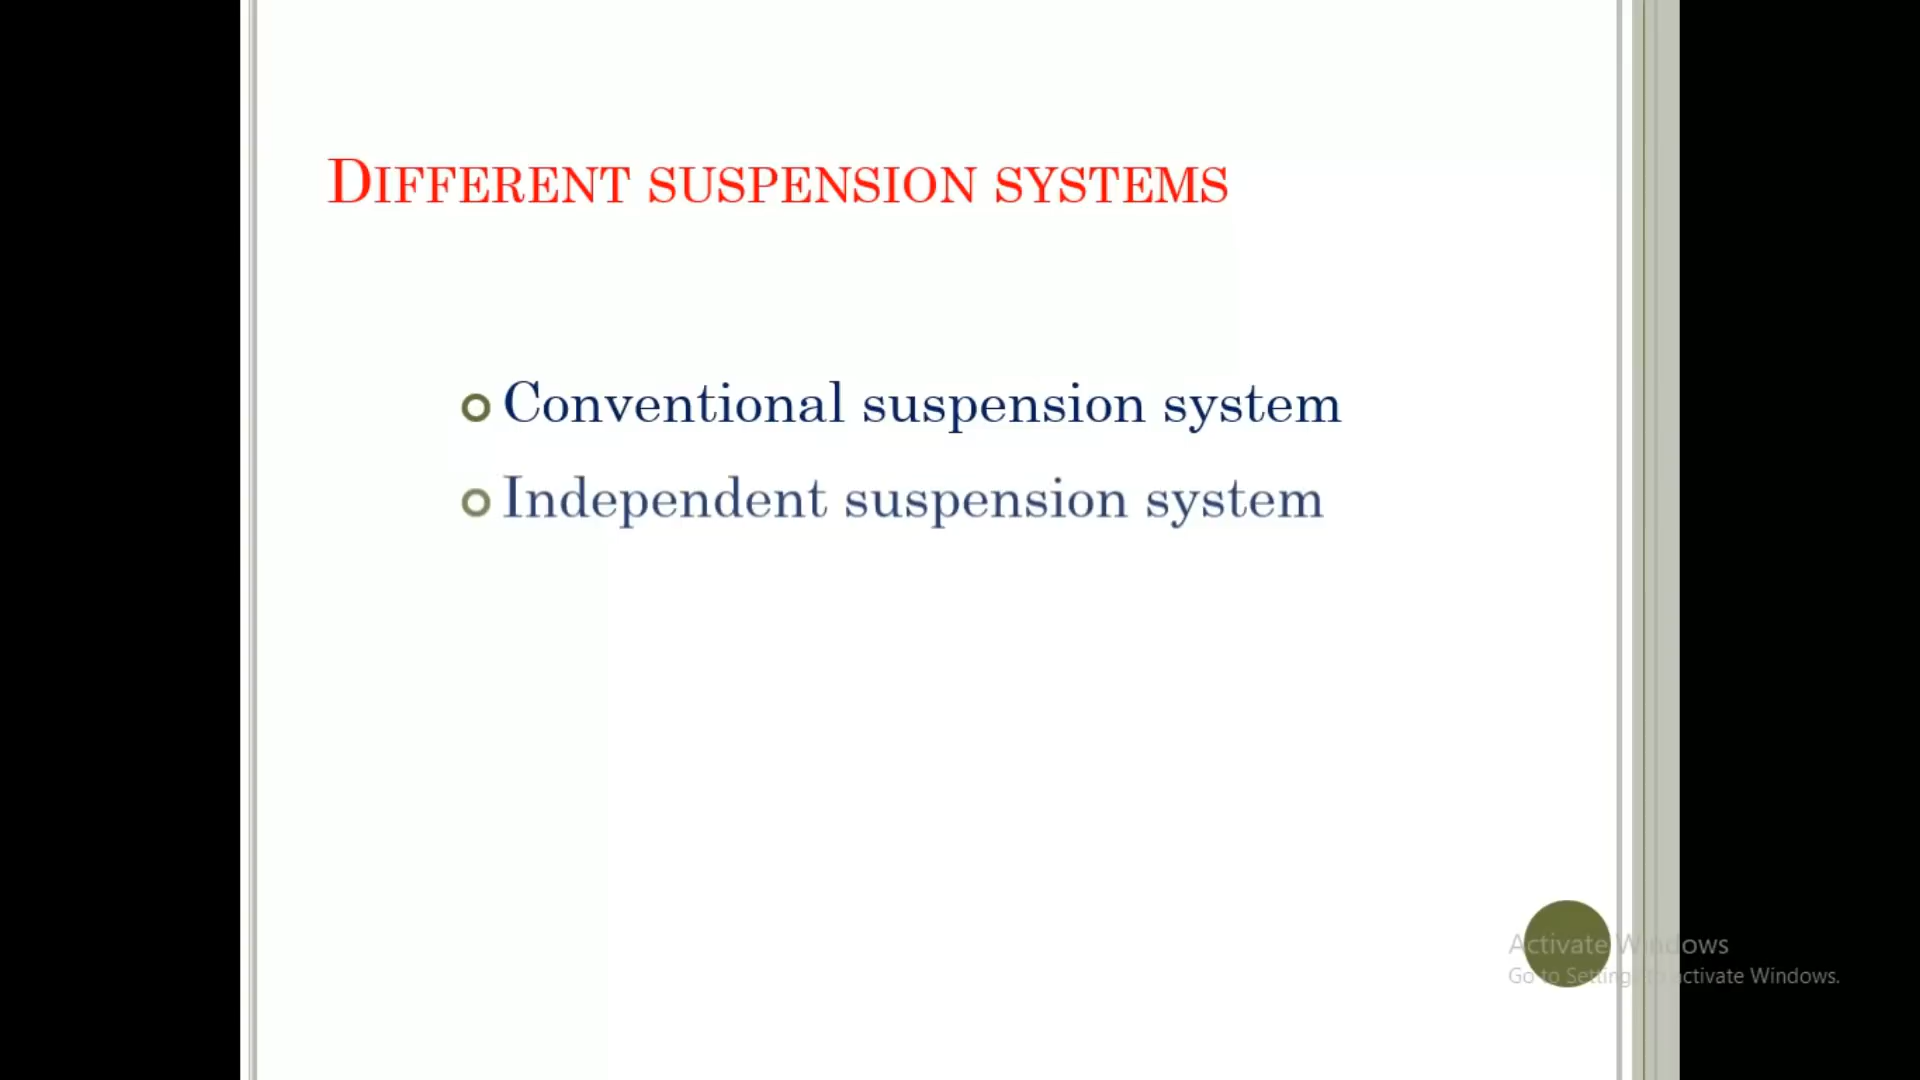 DIFFERENT SUSPENSION SYSTEMS
Conventional suspension system
Independent suspension system
Activate Windows
Go to Settings to activate Windows.